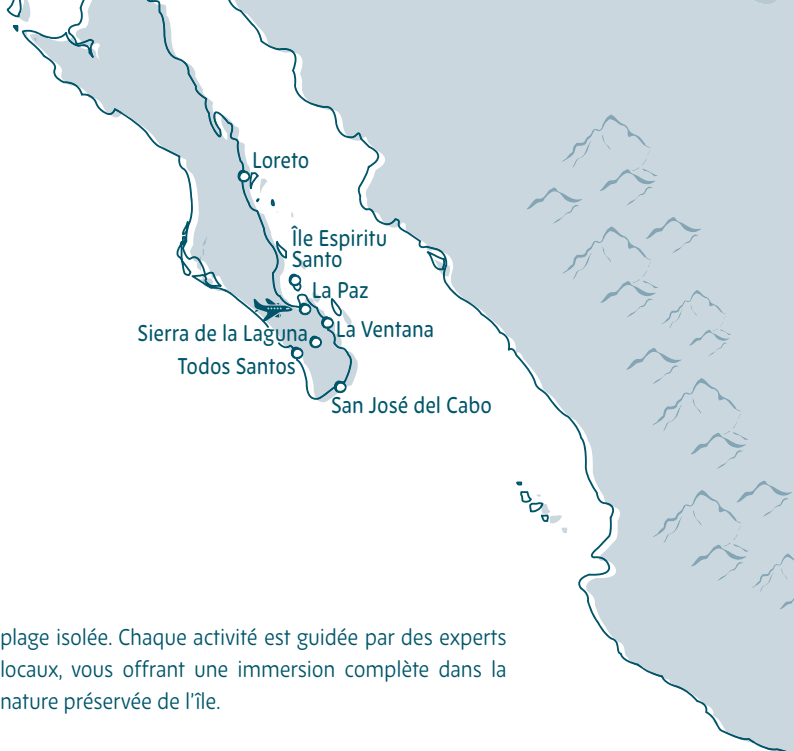 Loreto
Île Espiritu
Santo
La Paz
La Ventana
Sierra de la Laguna
Todos Santos
San José del Cabo
plage isolée. Chaque activité est guidée par des experts
locaux, vous offrant une immersion complète dans la
nature préservée de l'île.